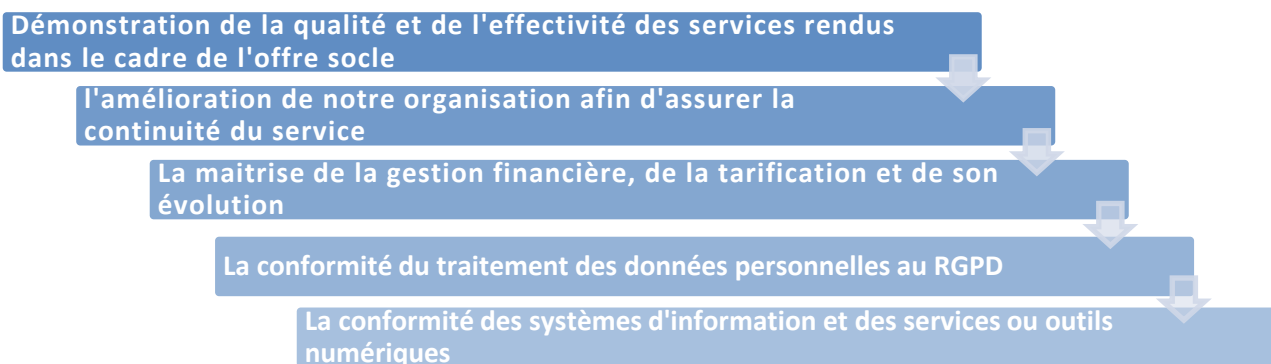 Démonstration de la qualité et de l'effectivité des services rendus
dans le cadre de l'offre socle
l'amélioration de notre organisation afin d'assurer la
continuité du service
La maitrise de la gestion financière, de la tarification et de son
évolution
La conformité du traitement des données personnelles au RGPD
La conformité des systèmes d'information et des services ou outils
numériques